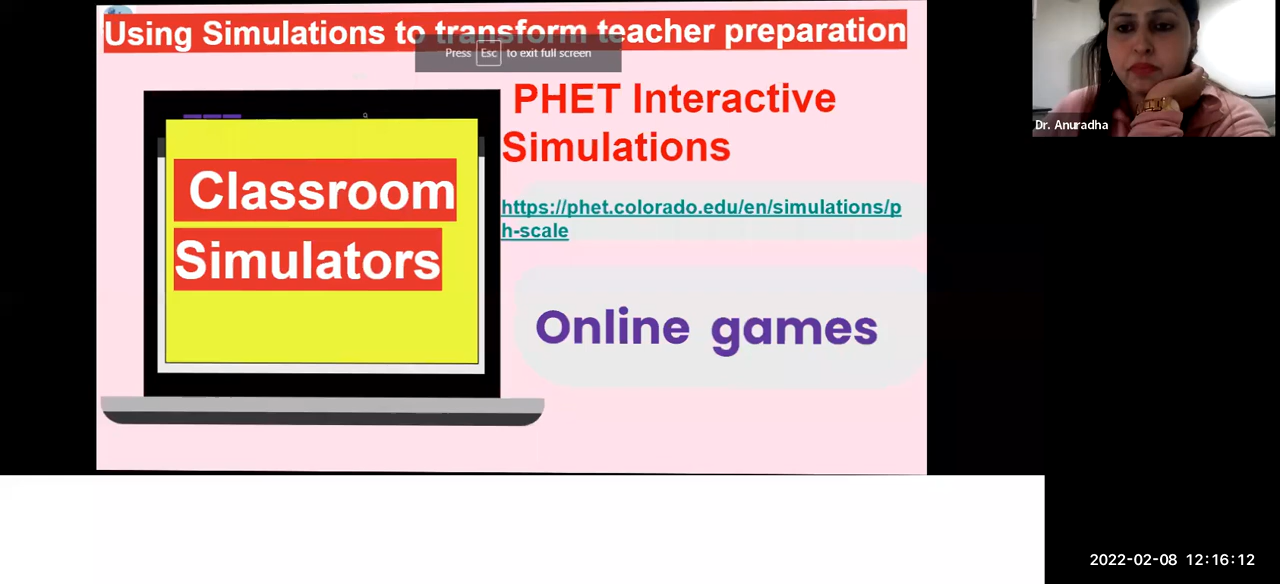 Using Simulations to transform teacher preparation
Press Esc to exit full screen
PHET Interactive
Simulations
Classroom
Simulators
https://phet.colorado.edu/en/simulations/p
h-scale
Online games
Dr. Anuradha
2022-02-08 12:16:12